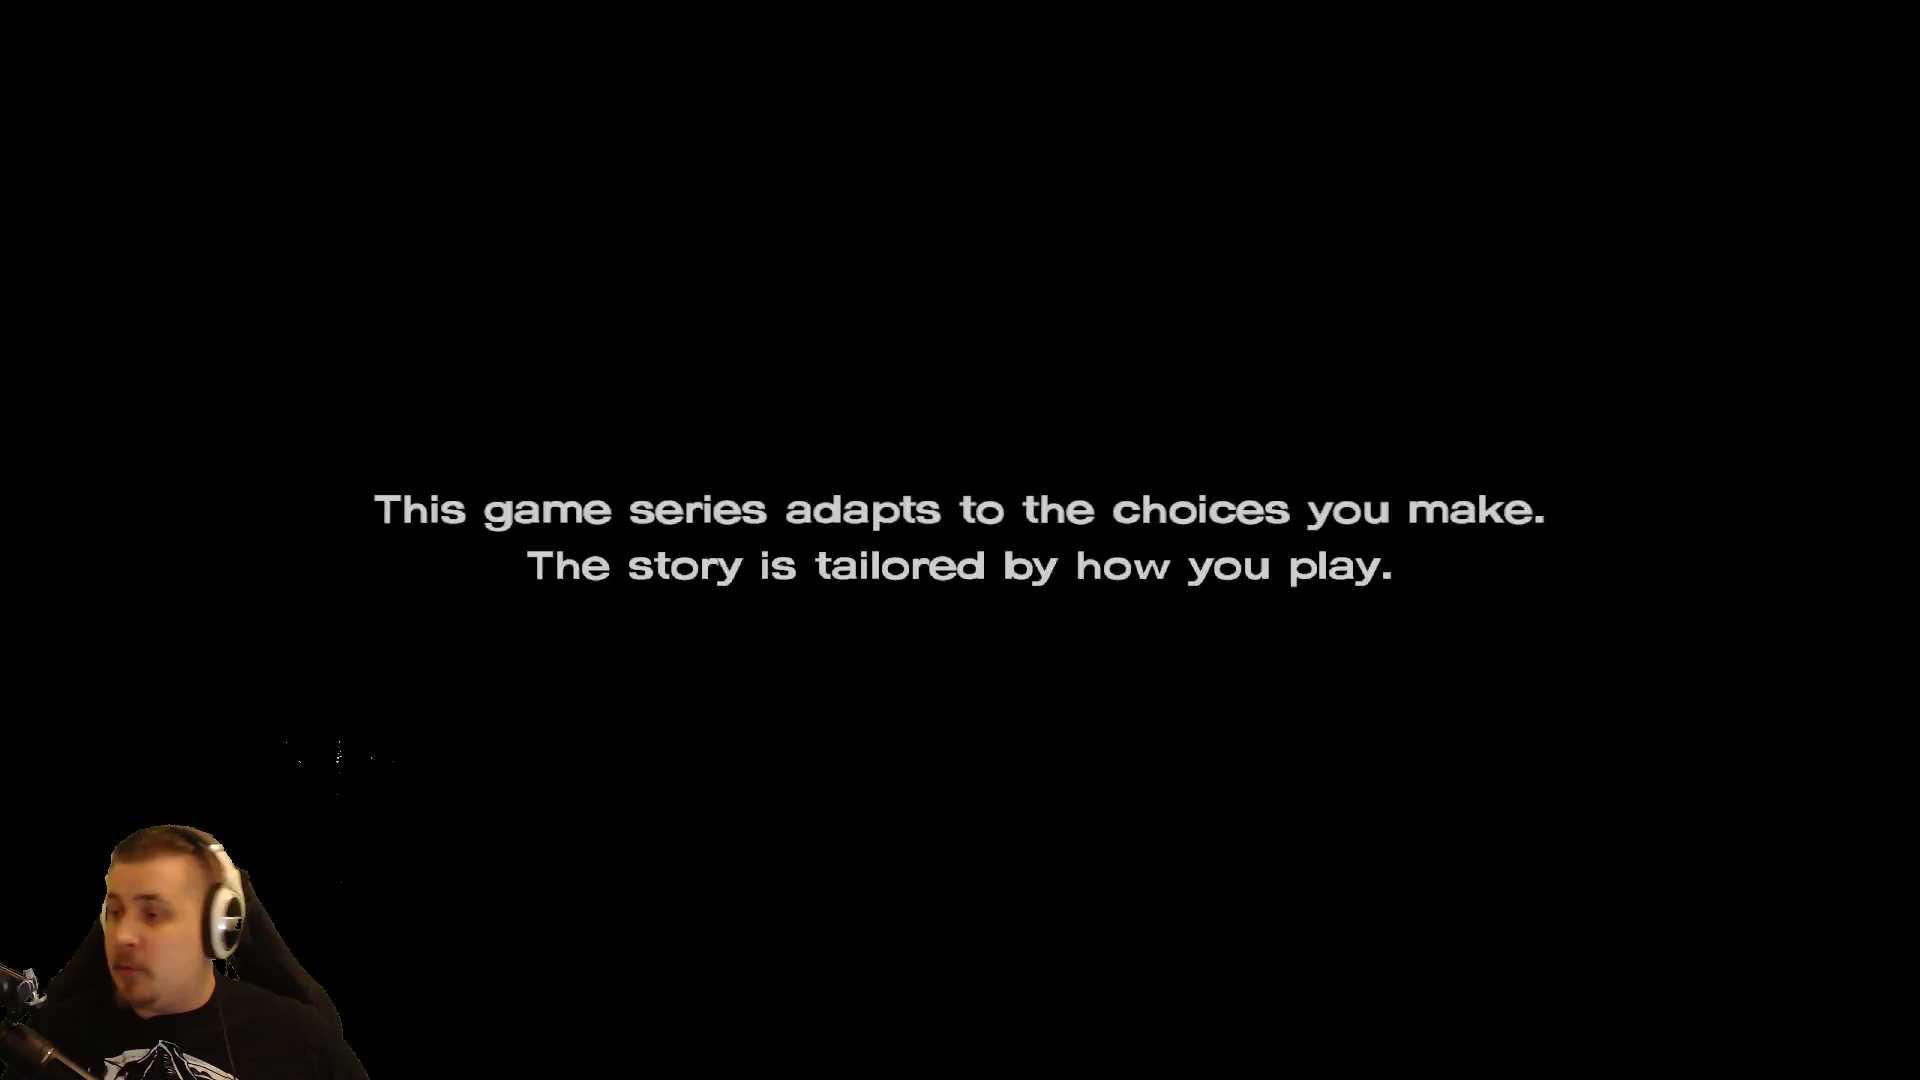 This game series adapts to the choices you make.
The story is tailored by how you play.